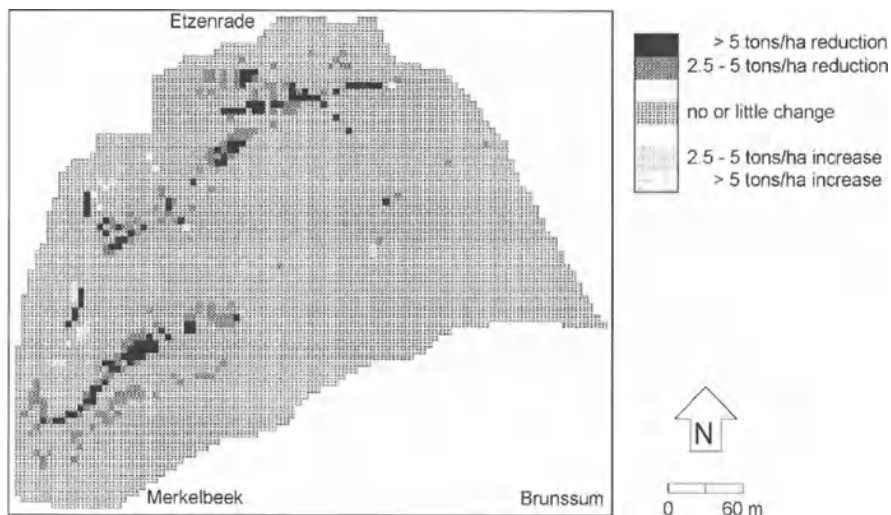 Etzenrade
> 5 tons/ha reduction
2.5 - 5 tons/ha reduction
no or little change
2.5 - 5 tons/ha increase
> 5 tons/ha increase
N
Merkelbeek
Brunssum
0
60 m